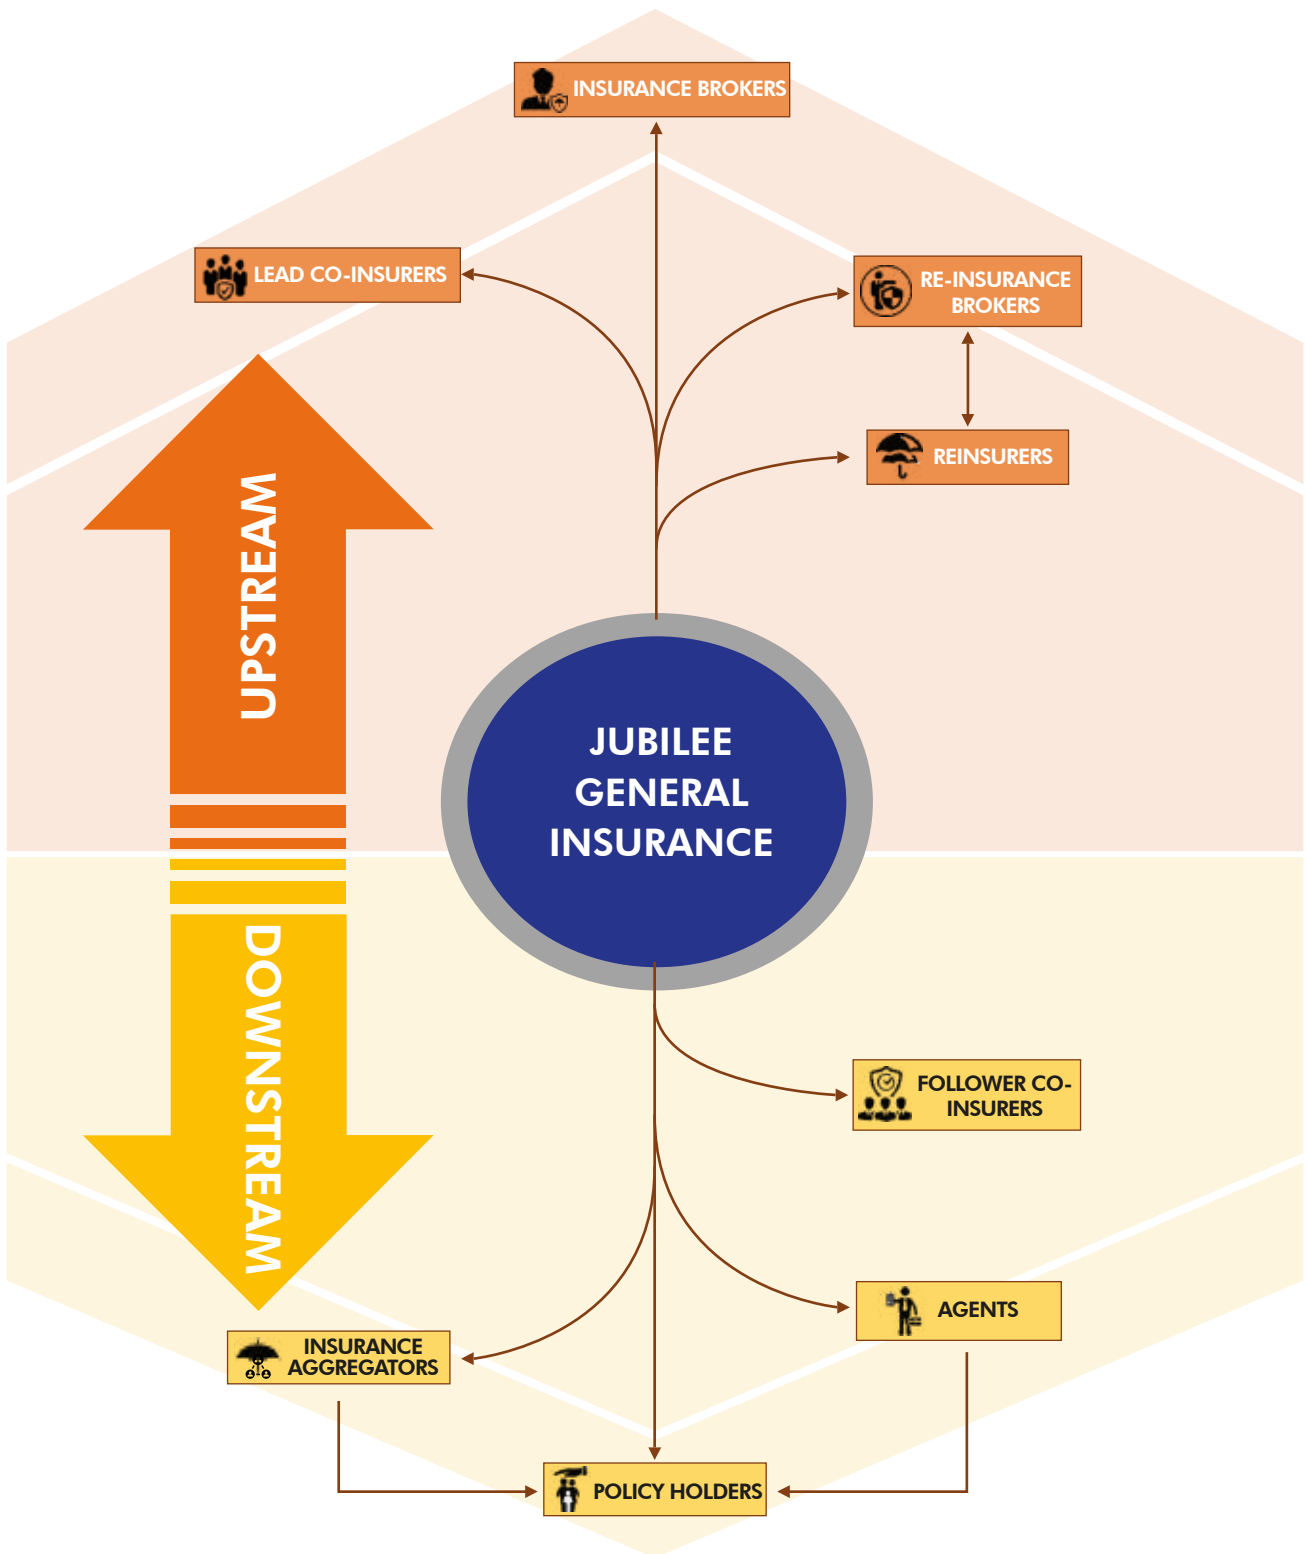 INSURANCE BROKERS
LEAD CO-INSURERS
RE-INSURANCE
BROKERS
REINSURERS
UPSTREAM
JUBILEE
GENERAL
INSURANCE
DOWNSTREAM
FOLLOWER CO-
INSURERS
AGENTS
INSURANCE
AGGREGATORS
POLICY HOLDERS